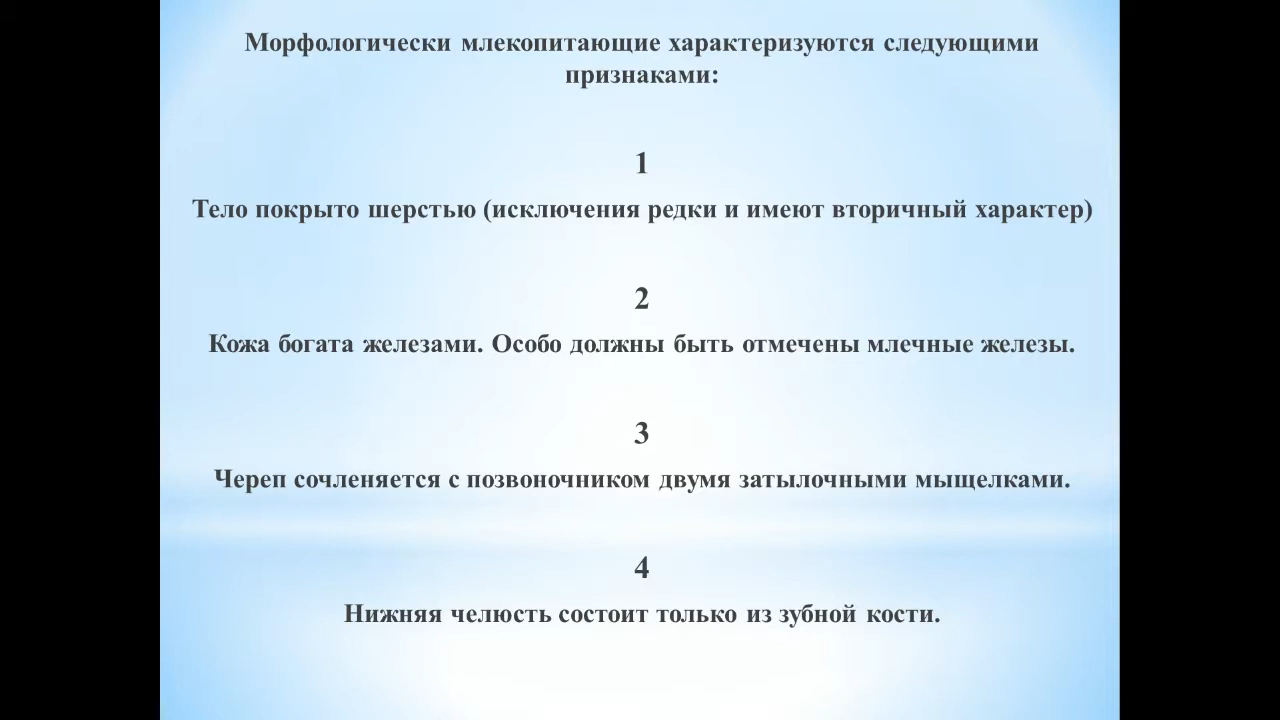 Морфологически млекопитающие характеризуются следующими
признаками:
1
Тело покрыто шерстью (исключения редки и имеют вторичный характер)
2
Кожа богата железами. Особо должны быть отмечены млечные железы.
3
Череп сочленяется с позвоночником двумя затылочными мыщелками.
4
Нижняя челюсть состоит только из зубной кости.